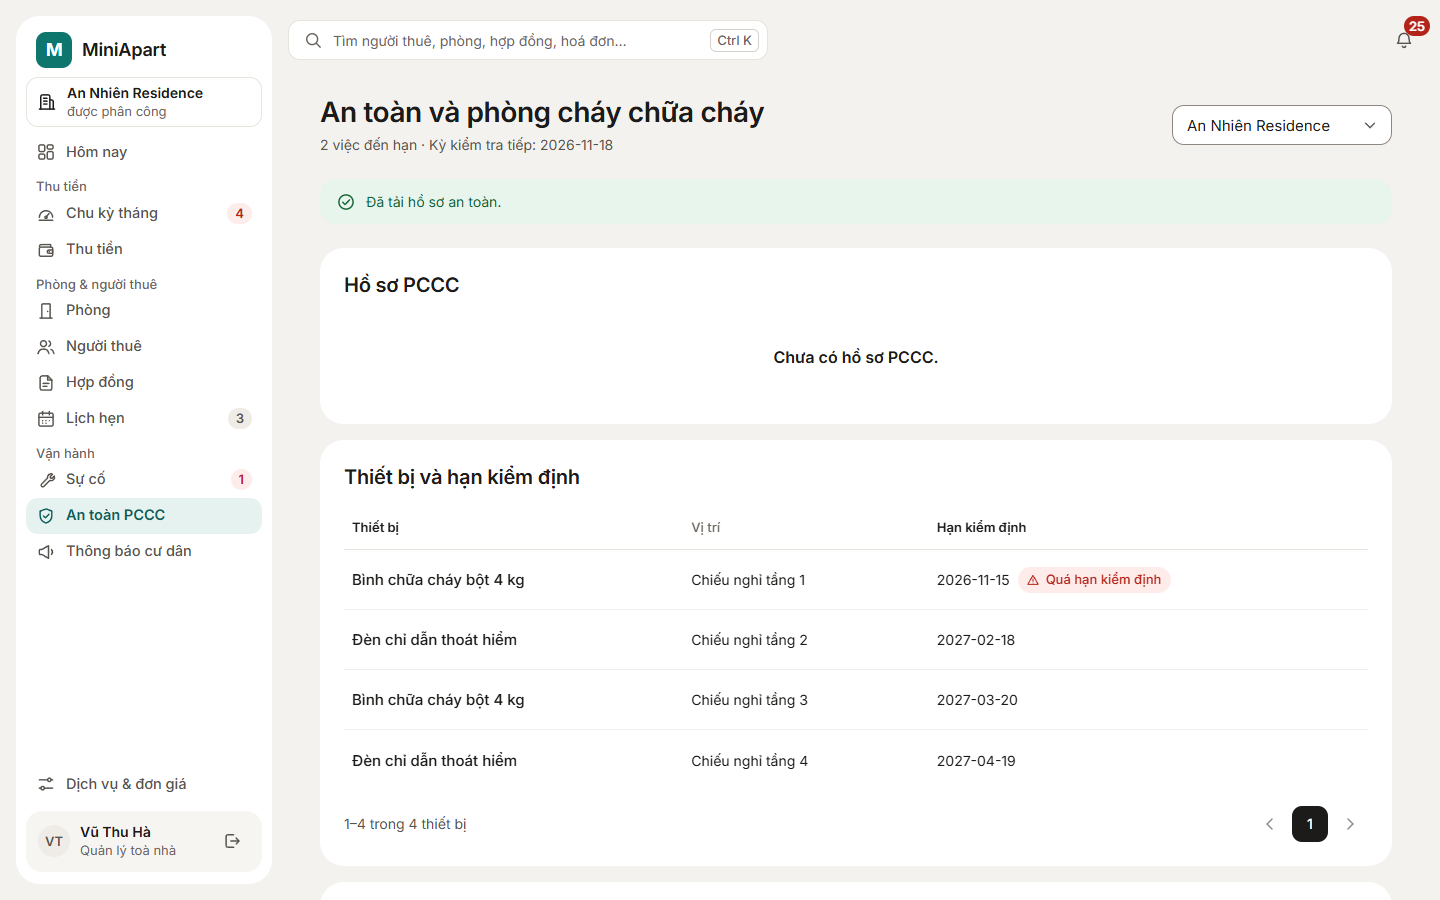 M MiniApart
An Nhiên Residence
được phân công
Hôm nay
Thu tiền
Chu kỳ tháng 4
Thu tiền
Phòng & người thuê
Phòng
Người thuê
Hợp đồng
Lịch hẹn 3
Vận hành
Sự cố 1
An toàn PCCC
Thông báo cư dân
Dịch vụ & đơn giá
VT
Vũ Thu Hà
Quản lý toà nhà
Tìm người thuê, phòng, hợp đồng, hoá đơn... Ctrl K
25
An toàn và phòng cháy chữa cháy
2 việc đến hạn · Kỳ kiểm tra tiếp: 2026-11-18
An Nhiên Residence
Đã tải hồ sơ an toàn.
Hồ sơ PCCC
Chưa có hồ sơ PCCC.
Thiết bị và hạn kiểm định
Thiết bị Vị trí Hạn kiểm định
Bình chữa cháy bột 4 kg Chiếu nghỉ tầng 1 2026-11-15 Quá hạn kiểm định
Đèn chỉ dẫn thoát hiểm Chiếu nghỉ tầng 2 2027-02-18
Bình chữa cháy bột 4 kg Chiếu nghỉ tầng 3 2027-03-20
Đèn chỉ dẫn thoát hiểm Chiếu nghỉ tầng 4 2027-04-19
1–4 trong 4 thiết bị 1